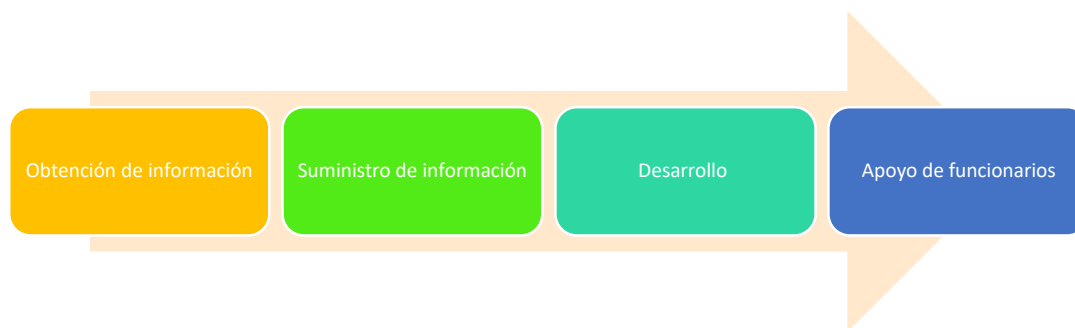 Obtención de información
Suministro de información
Desarrollo
Apoyo de funcionarios